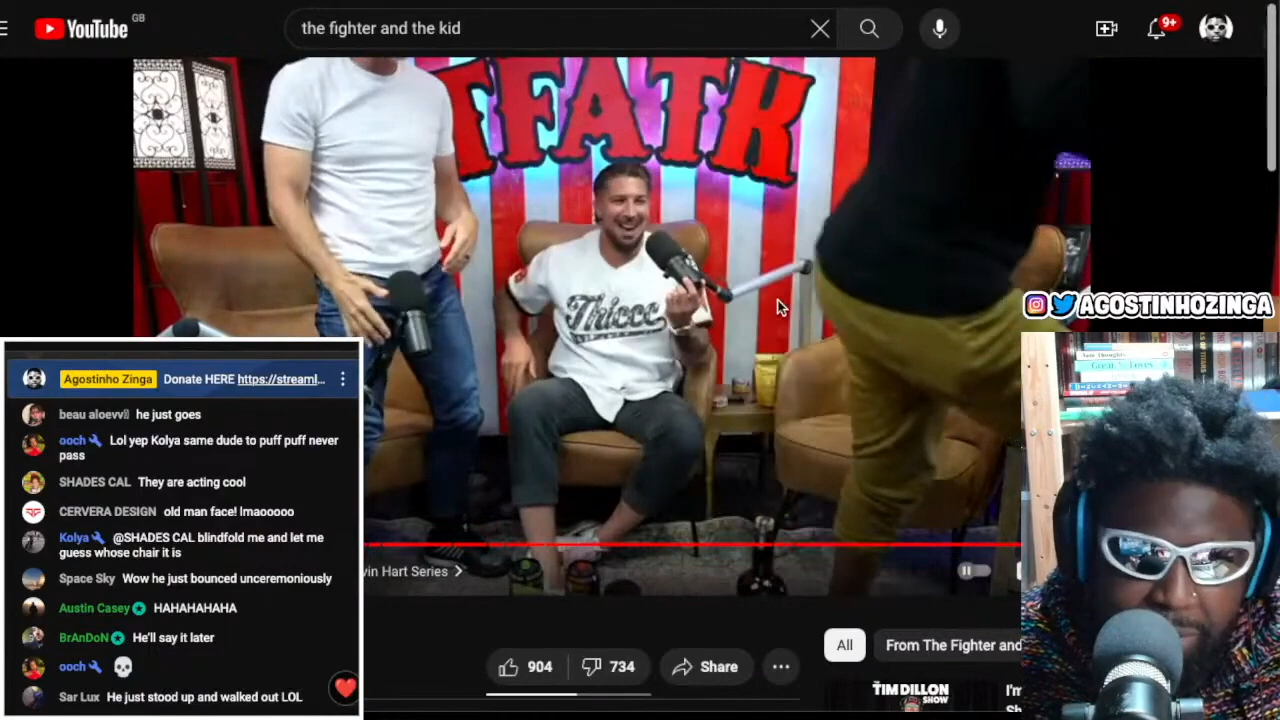 YouTube GB
the fighter and the kid
9+
TFATK
Thiccc
AGOSTINHOZINGA
Agostinho Zinga Donate HERE https://streaml...
beau aloevv he just goes
ooch Lol yep Kolya same dude to puff puff never
pass
SHADES CAL They are acting cool
CERVERA DESIGN old man face! lmaoooo
Kolya @SHADES CAL blindfold me and let me
guess whose chair it is
Space Sky Wow he just bounced unceremoniously
Austin Casey HAHAHAHAHA
BrAnDoN He'll say it later
ooch
Sar Lux He just stood up and walked out LOL
vin Hart Series
904
734
Share
All
From The Fighter and
TIM DILLON
SHOW
I'm